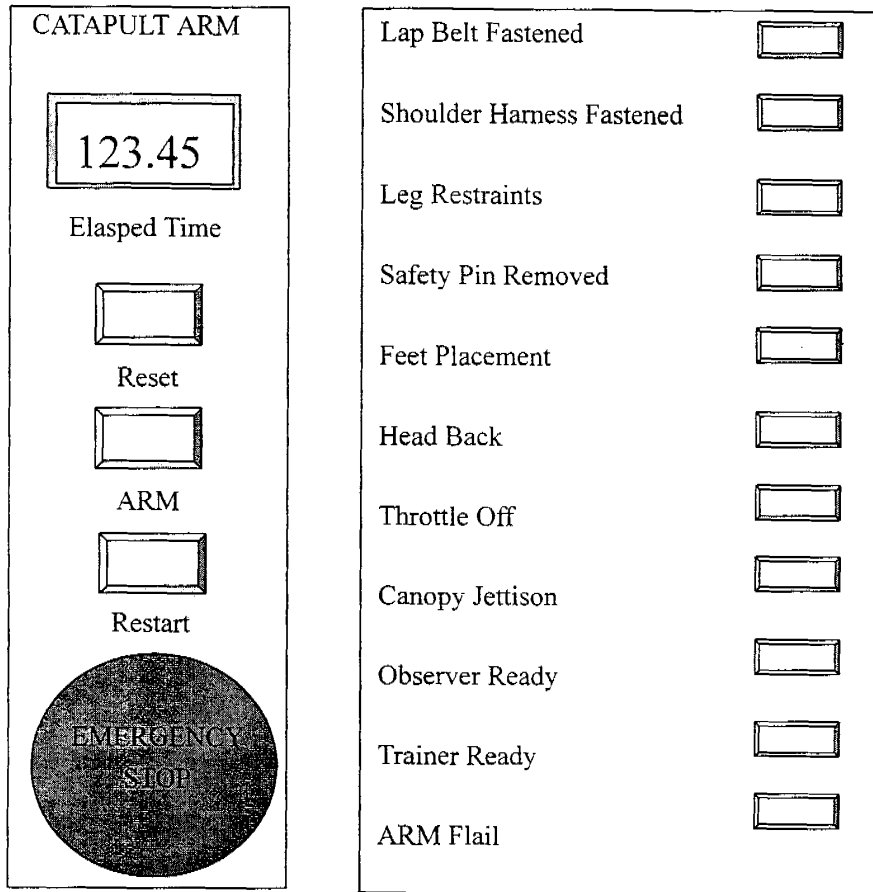 CATAPULT ARM
123.45
Elasped Time
Reset
ARM
Restart
EMERGENCY
STOP
Lap Belt Fastened
Shoulder Harness Fastened
Leg Restraints
Safety Pin Removed
Feet Placement
Head Back
Throttle Off
Canopy Jettison
Observer Ready
Trainer Ready
ARM Flail